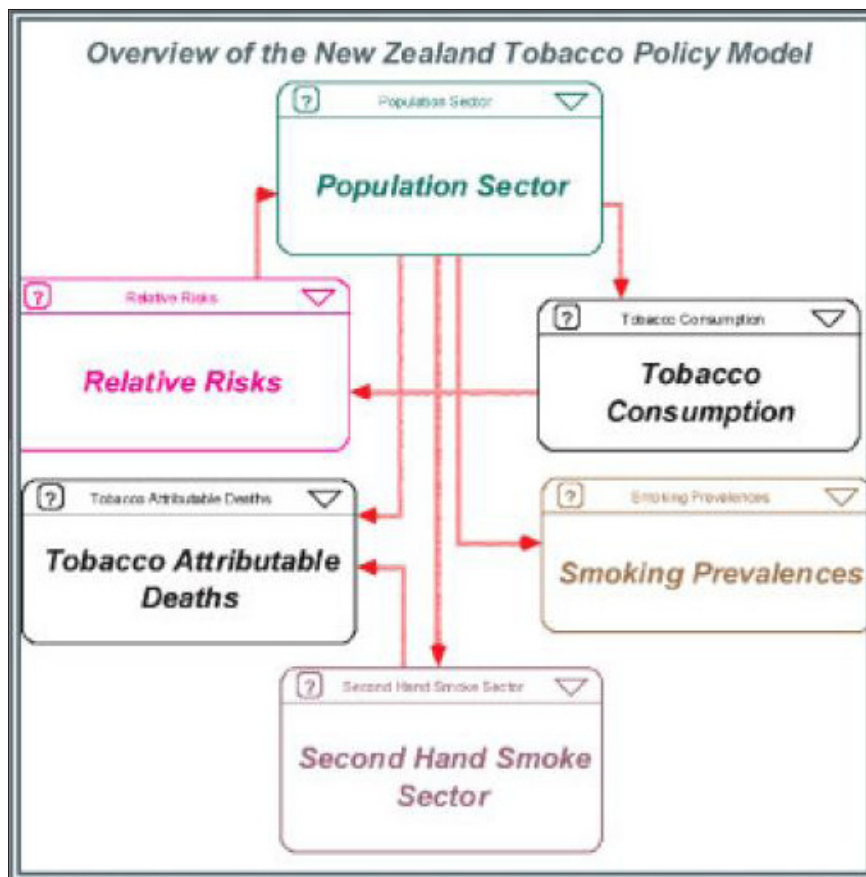 Overview of the New Zealand Tobacco Policy Model
? Population Sector
Population Sector
? Relative Risks
Relative Risks
? Tobacco Consumption
Tobacco
Consumption
? Tobacco Attributable Deaths
Tobacco Attributable
Deaths
? Smoking Prevalences
Smoking Prevalences
? Second Hand Smoke Sector
Second Hand Smoke
Sector